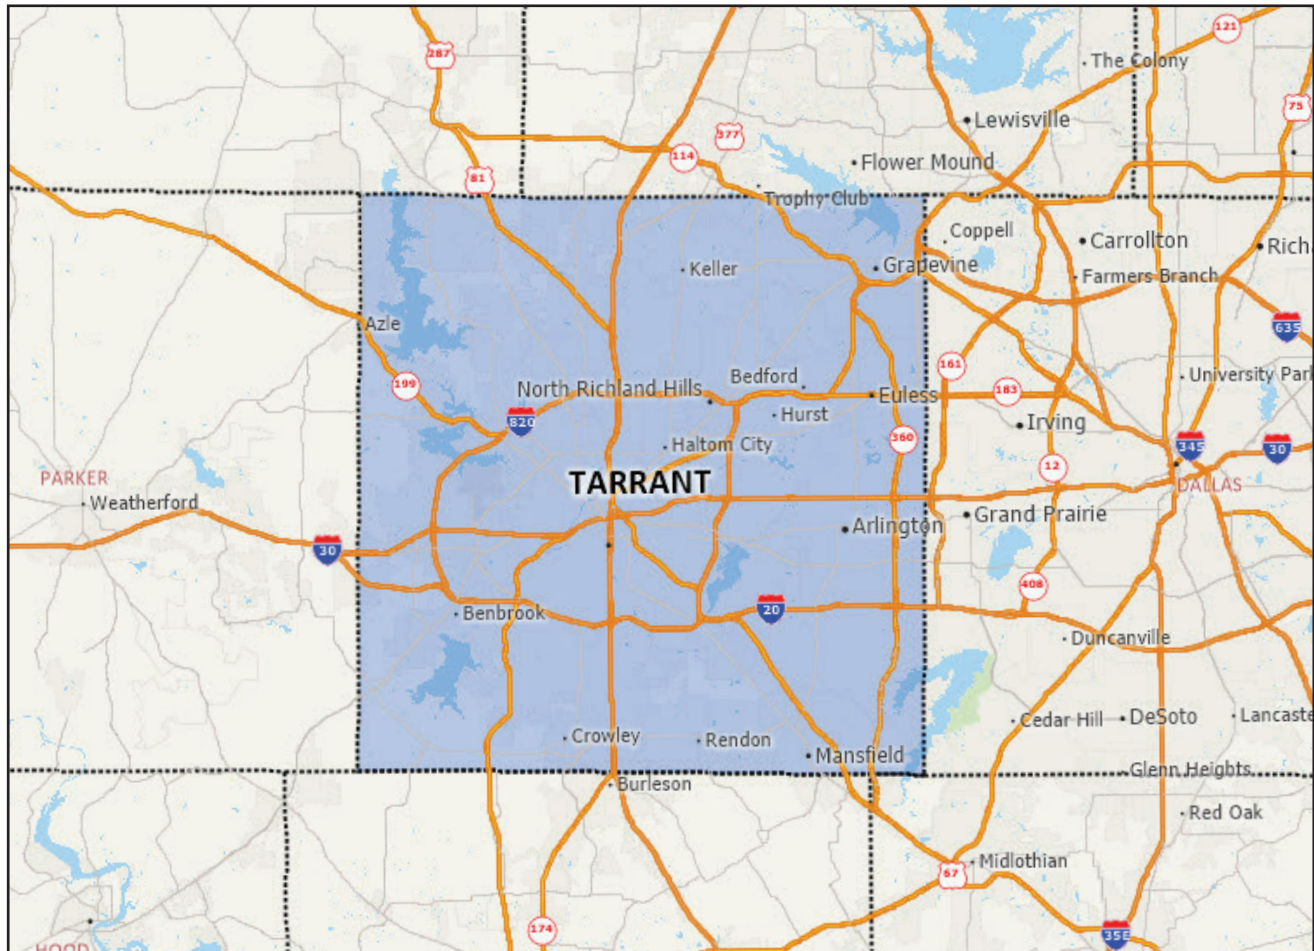 121
287
The Colony
75
Lewisville
377
114
Flower Mound
81
Trophy Club
Coppell
Carrollton
Rich
Keller
Grapevine
Farmers Branch
Azle
635
161
199
North Richland Hills
Bedford
183
University Park
Euless
820
Hurst
Irving
360
Haltom City
345
30
12
PARKER
TARRANT
DALLAS
Weatherford
Arlington
Grand Prairie
30
408
20
Benbrook
Duncanville
Crowley
Rendon
Mansfield
Cedar Hill
DeSoto
Lancaste
Glenn Heights
Burleson
Red Oak
Midlothian
67
174
35E
HOOD